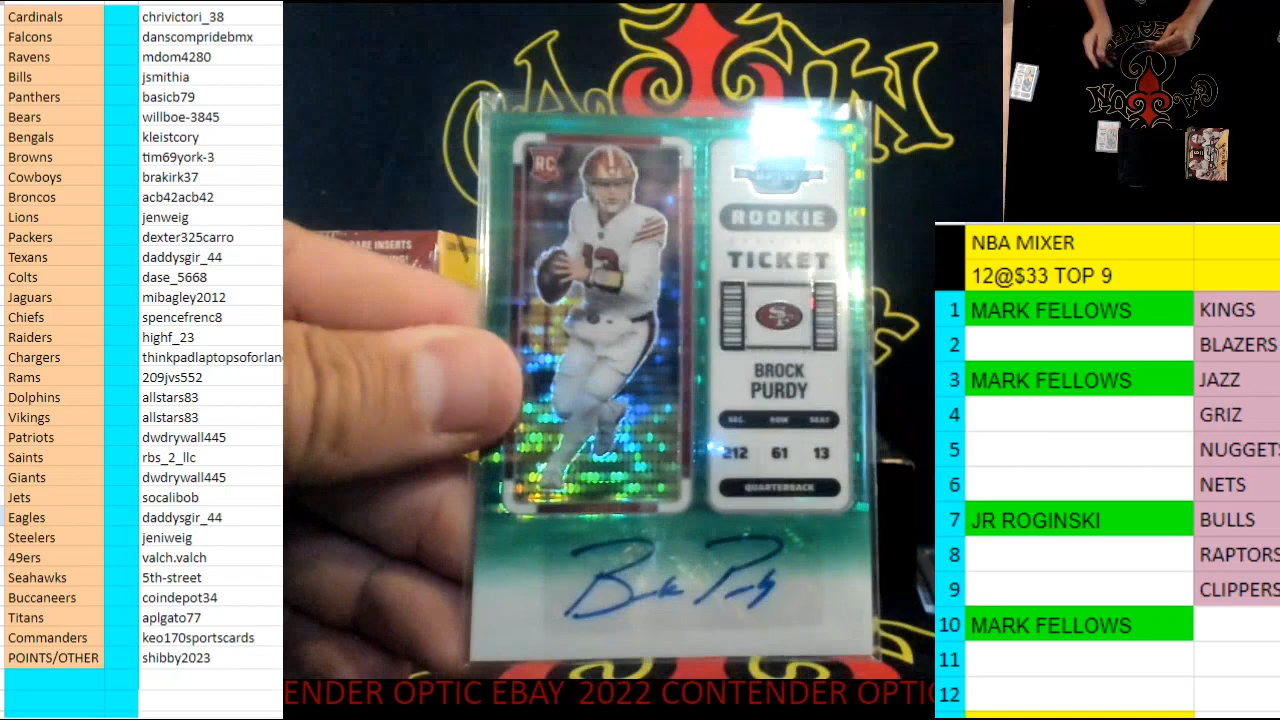 Cardinals chrivictori_38
Falcons danscompridebmx
Ravens mdom4280
Bills jsmithia
Panthers basicb79
Bears willboe-3845
Bengals kleistcory
Browns tim69york-3
Cowboys brakirk37
Broncos acb42acb42
Lions jenweig
Packers dexter325carro
Texans daddysgir_44
Colts dase_5668
Jaguars mibagley2012
Chiefs spencefrenc8
Raiders highf_23
Chargers thinkpadlaptopsoforlan
Rams 209jvs552
Dolphins allstars83
Vikings allstars83
Patriots dwdrywall445
Saints rbs_2_llc
Giants dwdrywall445
Jets socalibob
Eagles daddysgir_44
Steelers jeniweig
49ers valch.valch
Seahawks 5th-street
Buccaneers coindepot34
Titans aplgato77
Commanders keo170sportscards
POINTS/OTHER shibby2023
RARE INSERTS
RC
ROOKIE
TICKET
SF
BROCK
PURDY
SEC. ROW SEAT
212 61 13
QUARTERBACK
Brock Purdy
ENDER OPTIC EBAY 2022 CONTENDER OPTIC
NBA MIXER
12@$33 TOP 9
1 MARK FELLOWS KINGS
2 BLAZERS
3 MARK FELLOWS JAZZ
4 GRIZ
5 NUGGETS
6 NETS
7 JR ROGINSKI BULLS
8 RAPTORS
9 CLIPPERS
10 MARK FELLOWS
11
12